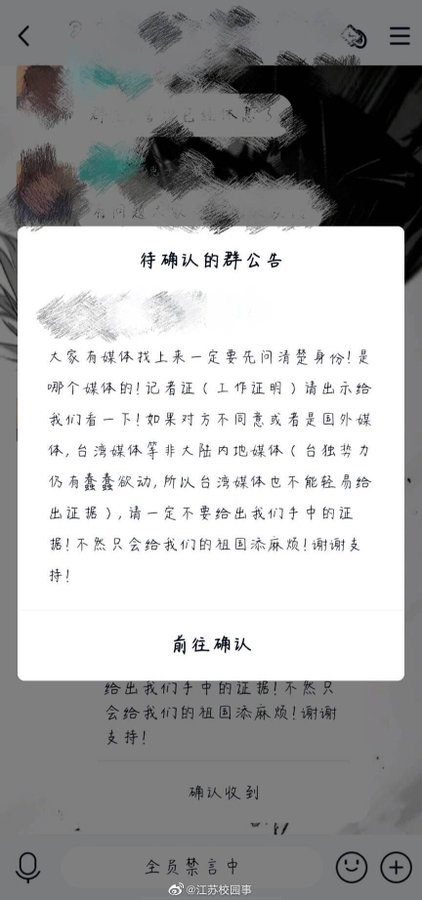 待确认的群公告
大家有媒体找上来一定要先问清楚身份!是
哪个媒体的!记者证(工作证明)请出示给
我们看一下!如果对方不同意或者是国外媒
体,台湾媒体等非大陆内地媒体(台独势力
仍有蠢蠢欲动,所以台湾媒体也不能轻易给
出证据),请一定不要给出我们手中的证
据!不然只会给我们的祖国添麻烦!谢谢支
持!
前往确认
给出我们手中的证据!不然只
会给我们的祖国添麻烦!谢谢
支持!
确认收到
全员禁言中
@江苏校园事